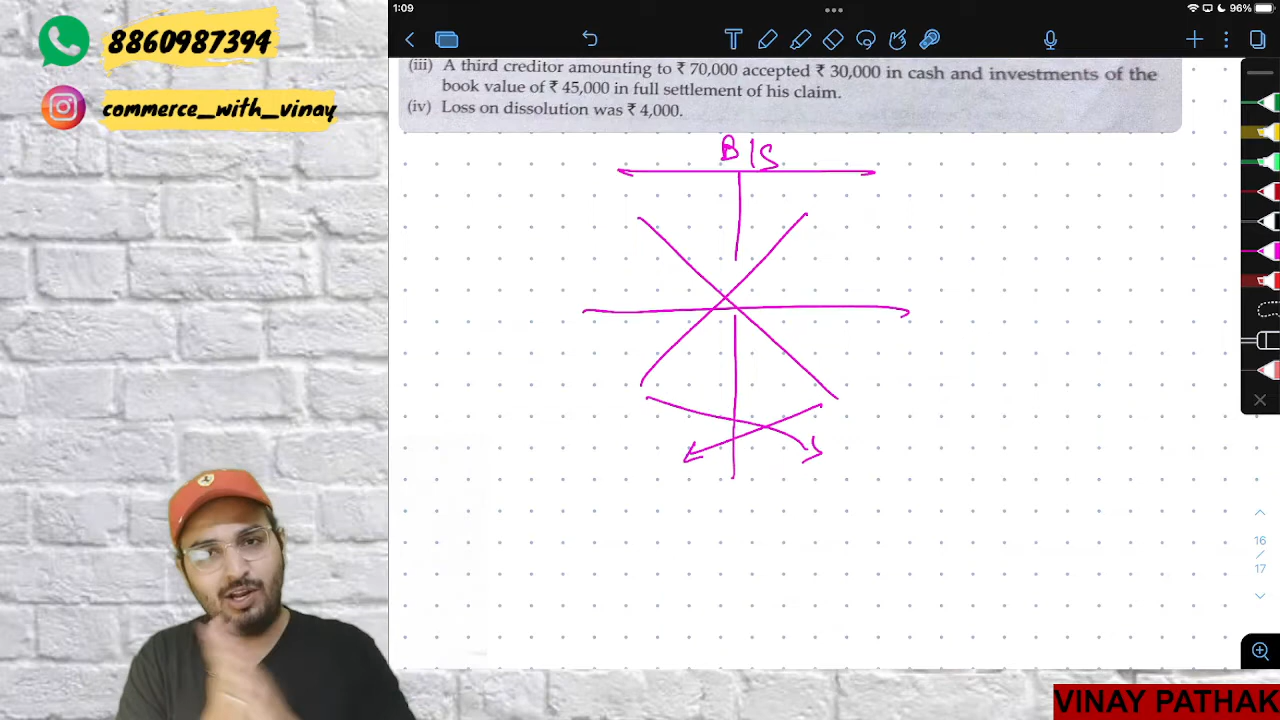 1:09
96%
8860987394
commerce_with_vinay
(iii) A third creditor amounting to ₹ 70,000 accepted ₹ 30,000 in cash and investments of the
book value of ₹ 45,000 in full settlement of his claim.
(iv) Loss on dissolution was ₹ 4,000.
B/S
16
/
17
VINAY PATHAK